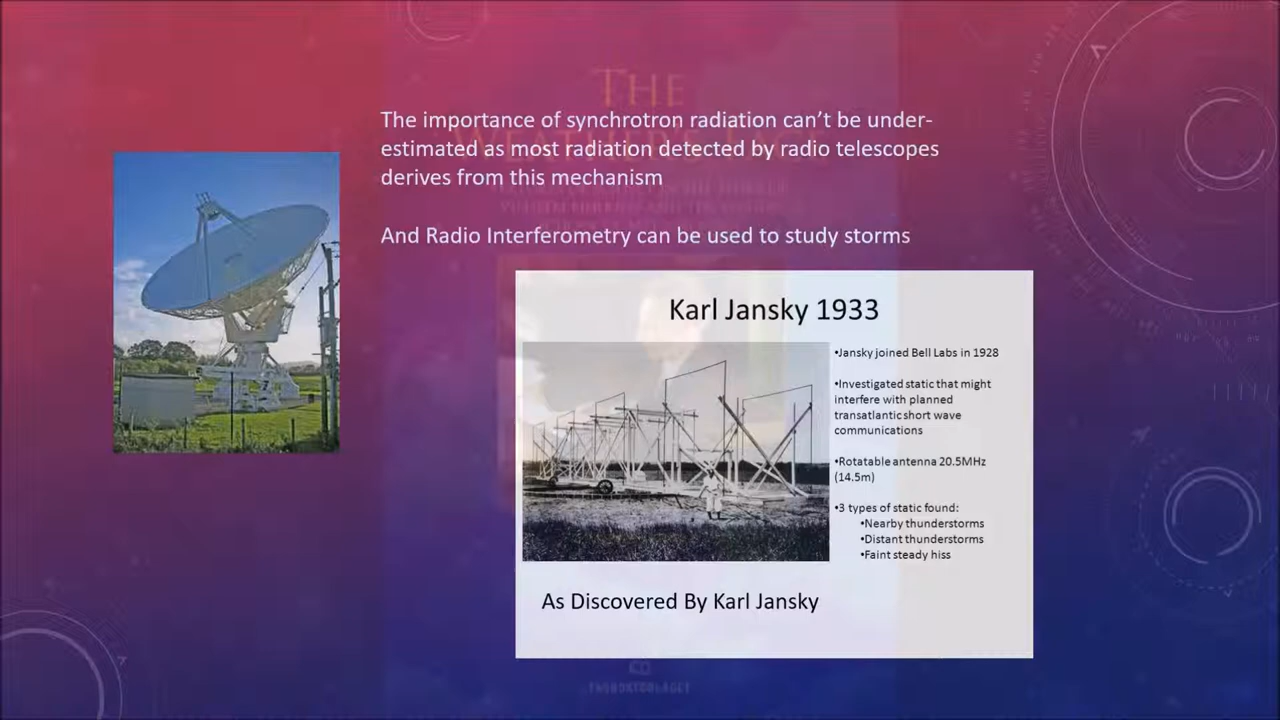 THE
The importance of synchrotron radiation can't be under-
estimated as most radiation detected by radio telescopes
derives from this mechanism
And Radio Interferometry can be used to study storms
Karl Jansky 1933
•Jansky joined Bell Labs in 1928
•Investigated static that might
interfere with planned
transatlantic short wave
communications
•Rotatable antenna 20.5MHz
(14.5m)
•3 types of static found:
•Nearby thunderstorms
•Distant thunderstorms
•Faint steady hiss
As Discovered By Karl Jansky